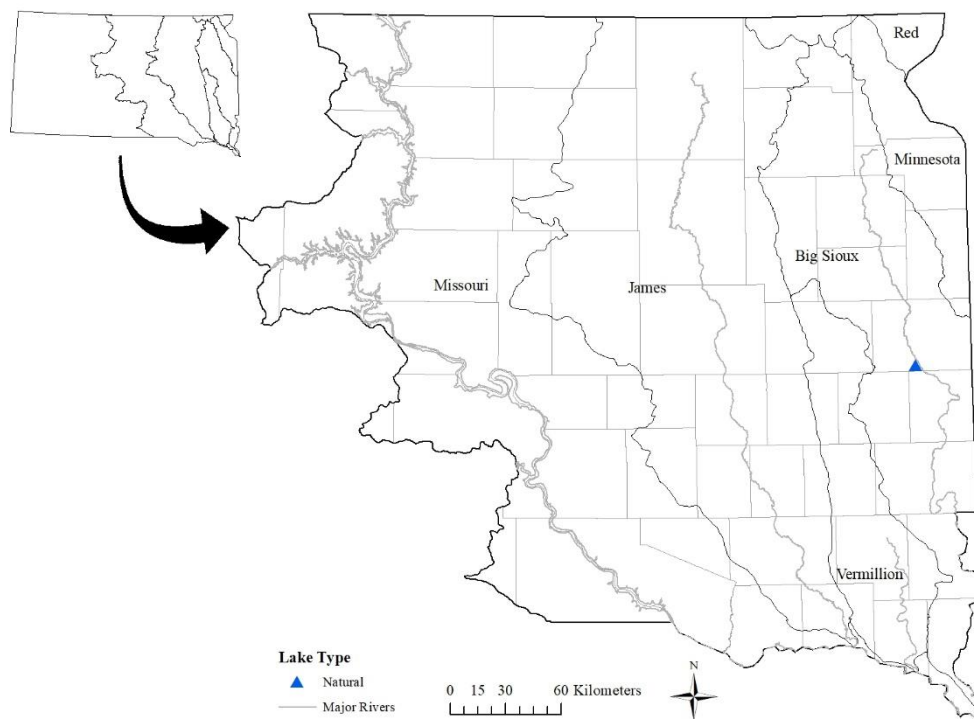 Red
Minnesota
Big Sioux
Missouri
James
Vermillion
Lake Type
Natural
Major Rivers
0 15 30 60 Kilometers
N